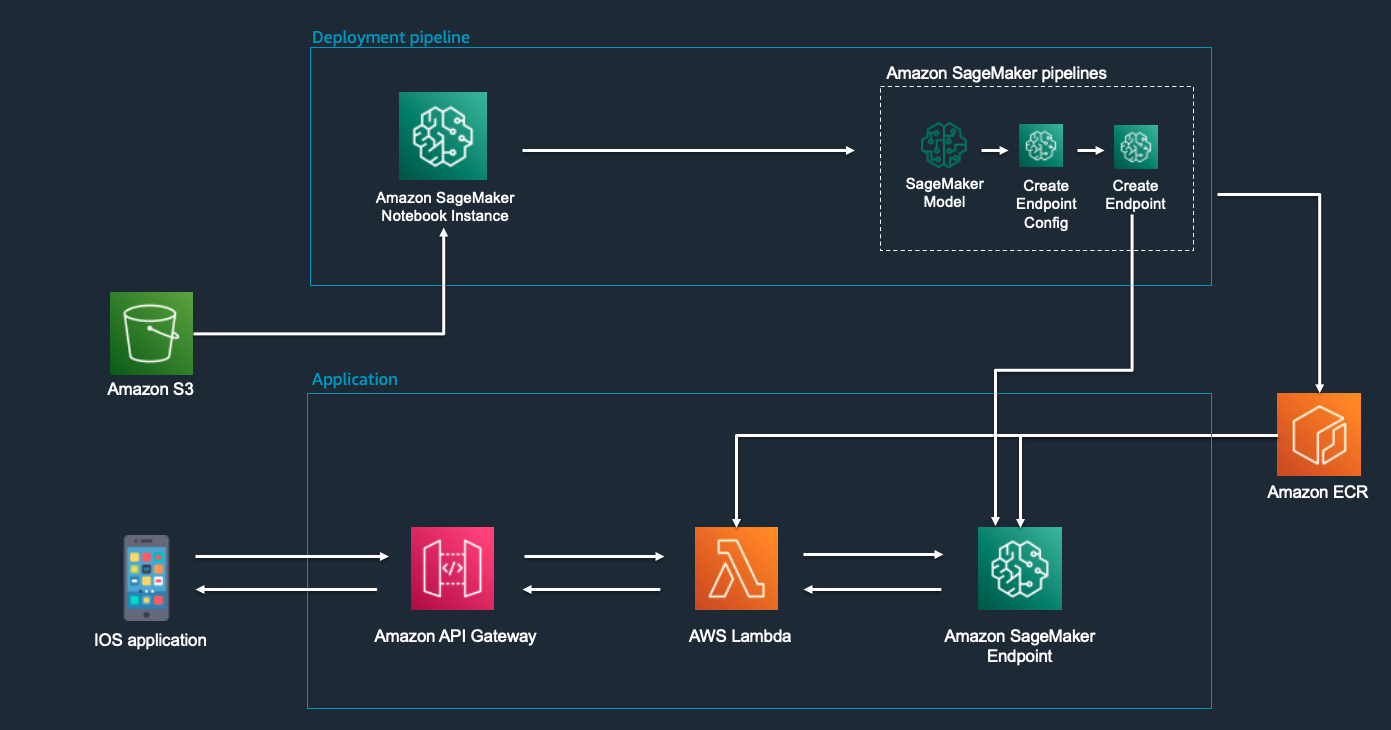 Deployment pipeline
Amazon SageMaker pipelines
Amazon SageMaker
Notebook Instance
SageMaker
Model
Create
Endpoint
Config
Create
Endpoint
Amazon S3
Application
Amazon ECR
</>
IOS application
Amazon API Gateway
AWS Lambda
Amazon SageMaker
Endpoint